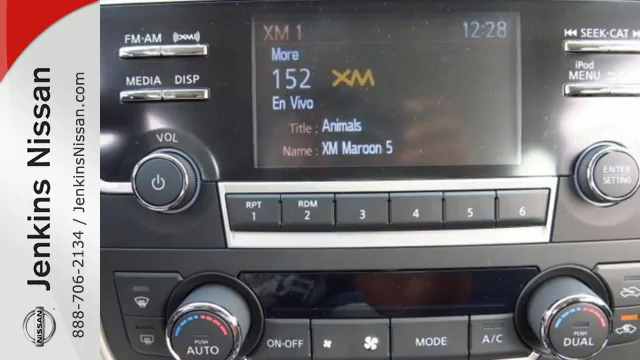 Jenkins Nissan
888-706-2134 / JenkinsNissan.com
NISSAN
FM·AM (XM)
MEDIA DISP
VOL
XM 1 12:28
More
152 XM
En Vivo
Title : Animals
Name : XM Maroon 5
SEEK·CAT
iPod
MENU
ENTER
SETTING
RPT RDM
1 2 3 4 5 6
PUSH
AUTO
ON·OFF
MODE
A/C
PUSH
DUAL